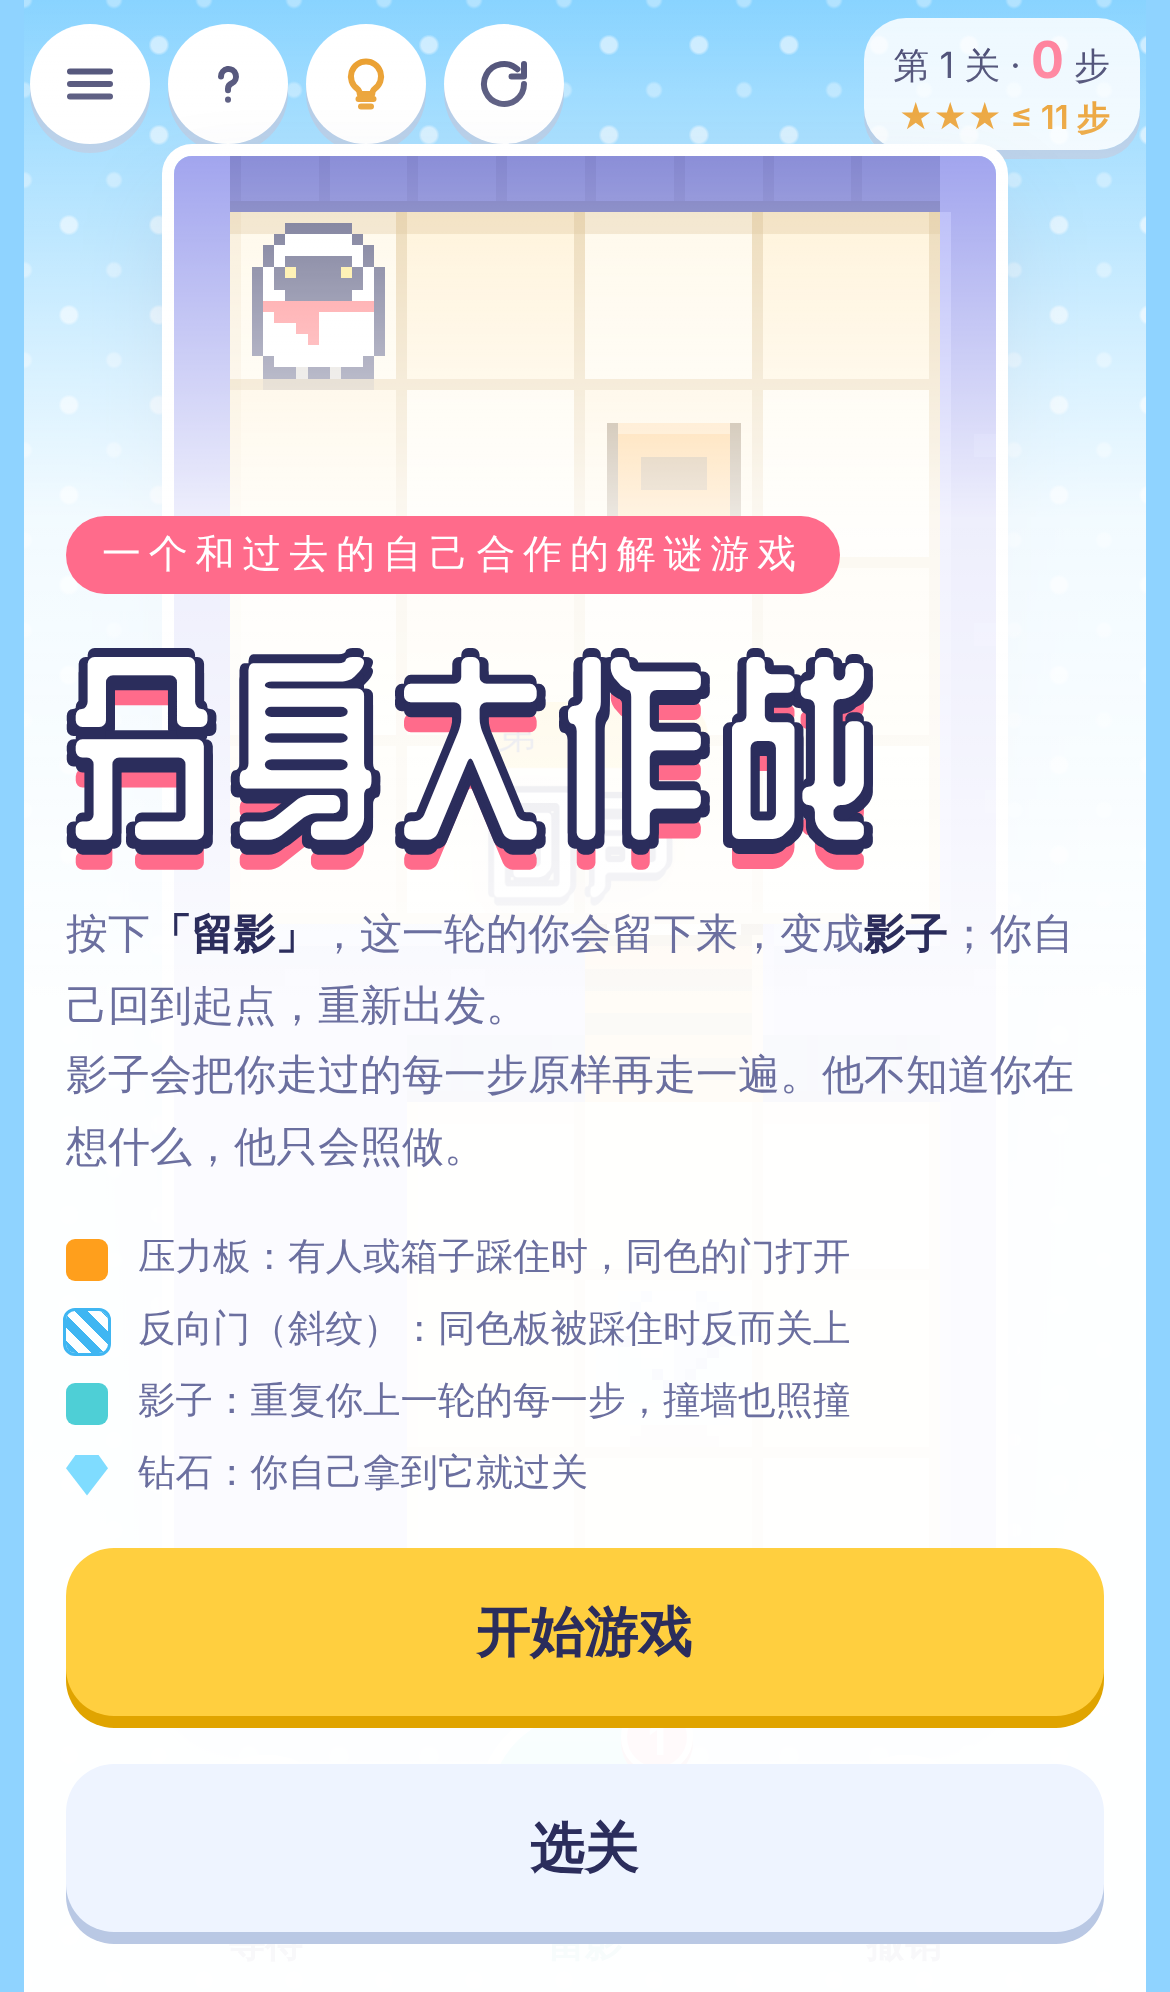 第 1 关 · 0 步
★★★ ≤ 11 步
一个和过去的自己合作的解谜游戏
分身大作战
按下「留影」，这一轮的你会留下来，变成影子；你自
己回到起点，重新出发。
影子会把你走过的每一步原样再走一遍。他不知道你在
想什么，他只会照做。
压力板：有人或箱子踩住时，同色的门打开
反向门（斜纹）：同色板被踩住时反而关上
影子：重复你上一轮的每一步，撞墙也照撞
钻石：你自己拿到它就过关
开始游戏
选关
等待 留影 撤销